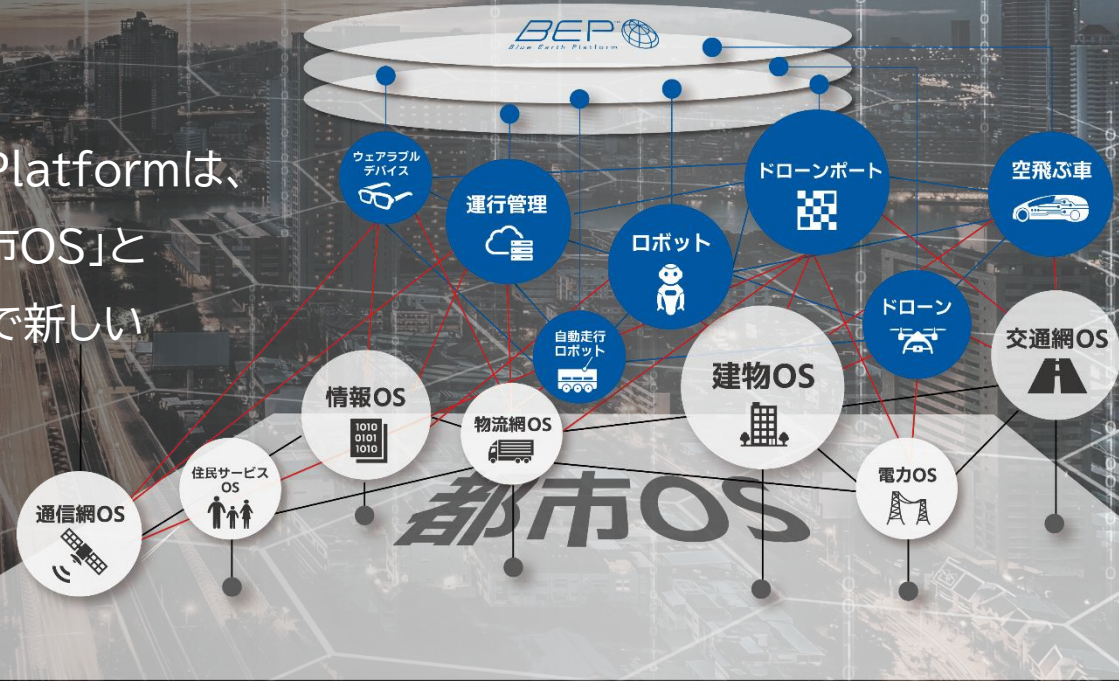 BEP
Blue Earth Platform
Platformは、
市OS」と
で新しい
ウェアラブル
デバイス
運行管理
ロボット
ドローンポート
空飛ぶ車
自動走行
ロボット
ドローン
交通網OS
建物OS
情報OS
1010
0101
1010
物流網OS
住民サービス
OS
電力OS
通信網OS
都市OS